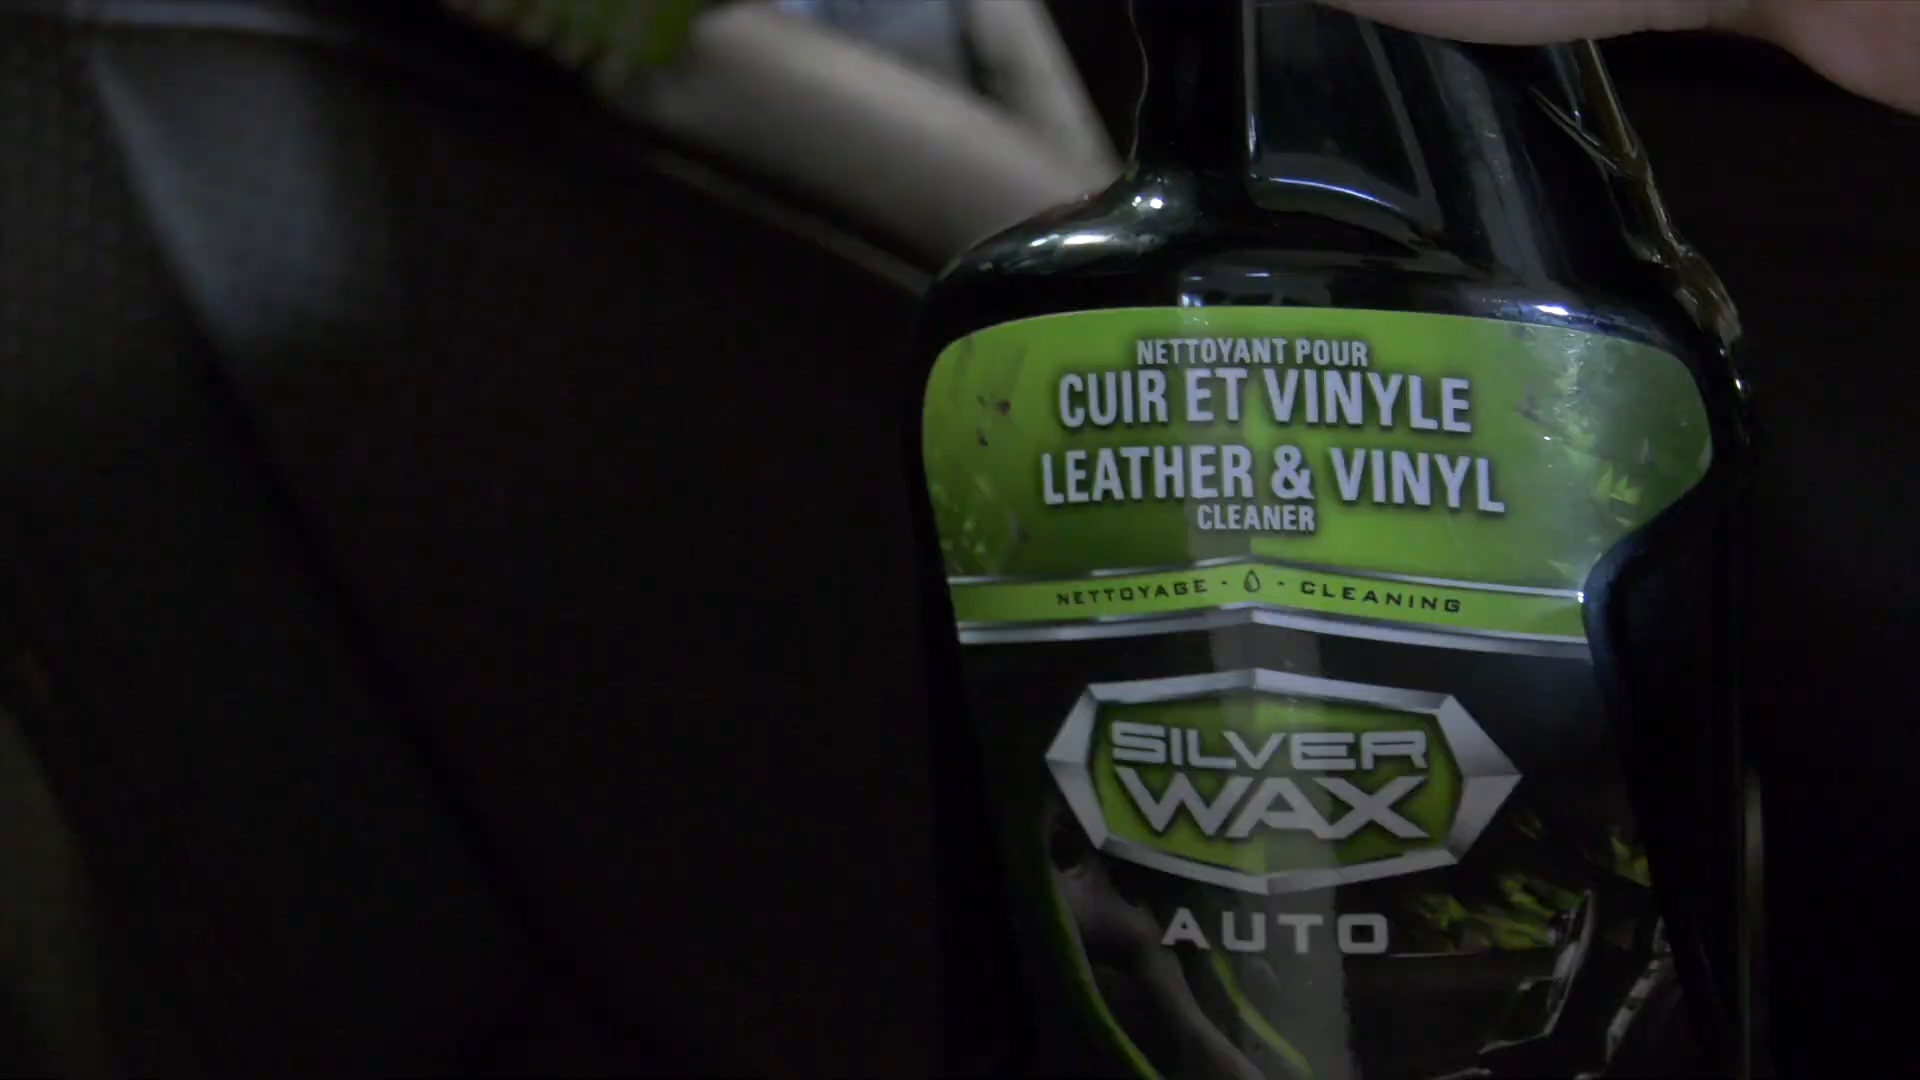 NETTOYANT POUR
CUIR ET VINYLE
LEATHER & VINYL
CLEANER
NETTOYAGE - - CLEANING
SILVER
WAX
AUTO